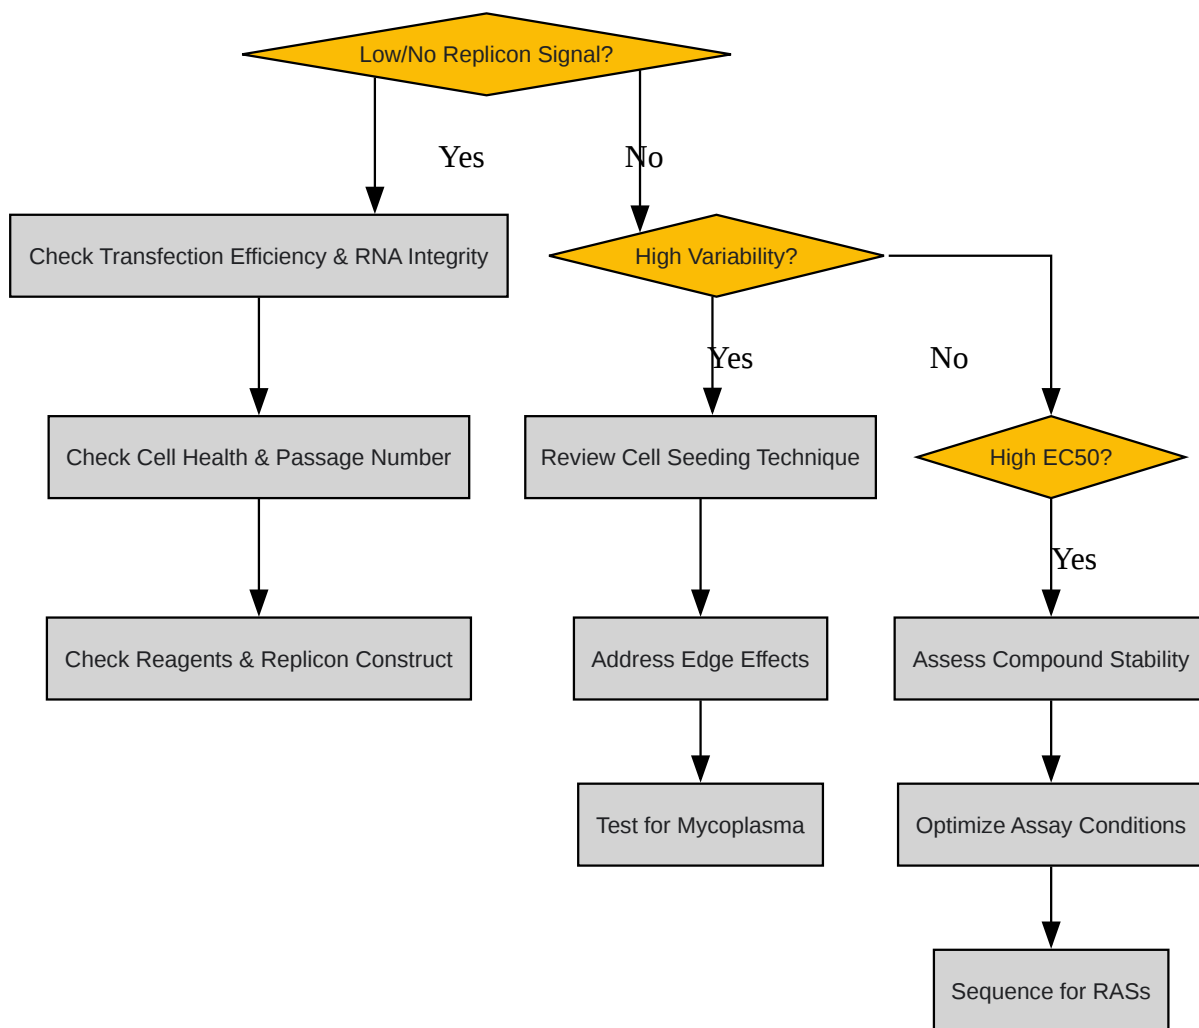 Low/No Replicon Signal?
Yes
No
Check Transfection Efficiency & RNA Integrity
High Variability?
Yes
No
Check Cell Health & Passage Number
Review Cell Seeding Technique
High EC50?
Yes
Check Reagents & Replicon Construct
Address Edge Effects
Assess Compound Stability
Test for Mycoplasma
Optimize Assay Conditions
Sequence for RASs